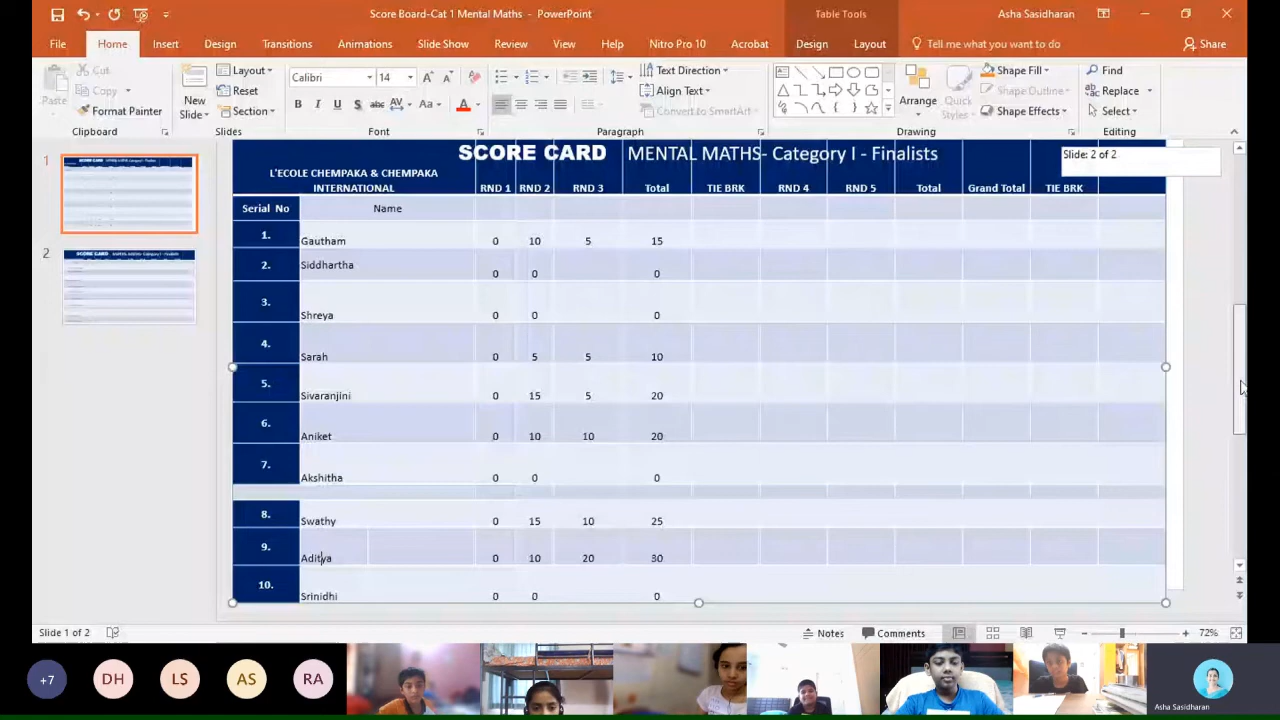 Score Board-Cat 1 Mental Maths - PowerPoint
Table Tools
Asha Sasidharan
File Home Insert Design Transitions Animations Slide Show Review View Help Nitro Pro 10 Acrobat Design Layout Tell me what you want to do Share
Paste
Cut
Copy
Format Painter
Clipboard
New Slide
Layout
Reset
Section
Slides
Calibri 14
Font
Text Direction
Align Text
Convert to SmartArt
Paragraph
Arrange
Quick Styles
Shape Fill
Shape Outline
Shape Effects
Drawing
Find
Replace
Select
Editing
1
2
Slide: 2 of 2
SCORE CARD MENTAL MATHS- Category I - Finalists
L'ECOLE CHEMPAKA & CHEMPAKA
INTERNATIONAL RND 1 RND 2 RND 3 Total TIE BRK RND 4 RND 5 Total Grand Total TIE BRK
Serial No Name
1. Gautham 0 10 5 15
2. Siddhartha 0 0 0
3. Shreya 0 0 0
4. Sarah 0 5 5 10
5. Sivaranjini 0 15 5 20
6. Aniket 0 10 10 20
7. Akshitha 0 0 0
8. Swathy 0 15 10 25
9. Aditya 0 10 20 30
10. Srinidhi 0 0 0
Slide 1 of 2
Notes Comments 72%
+7 DH LS AS RA
Asha Sasidharan